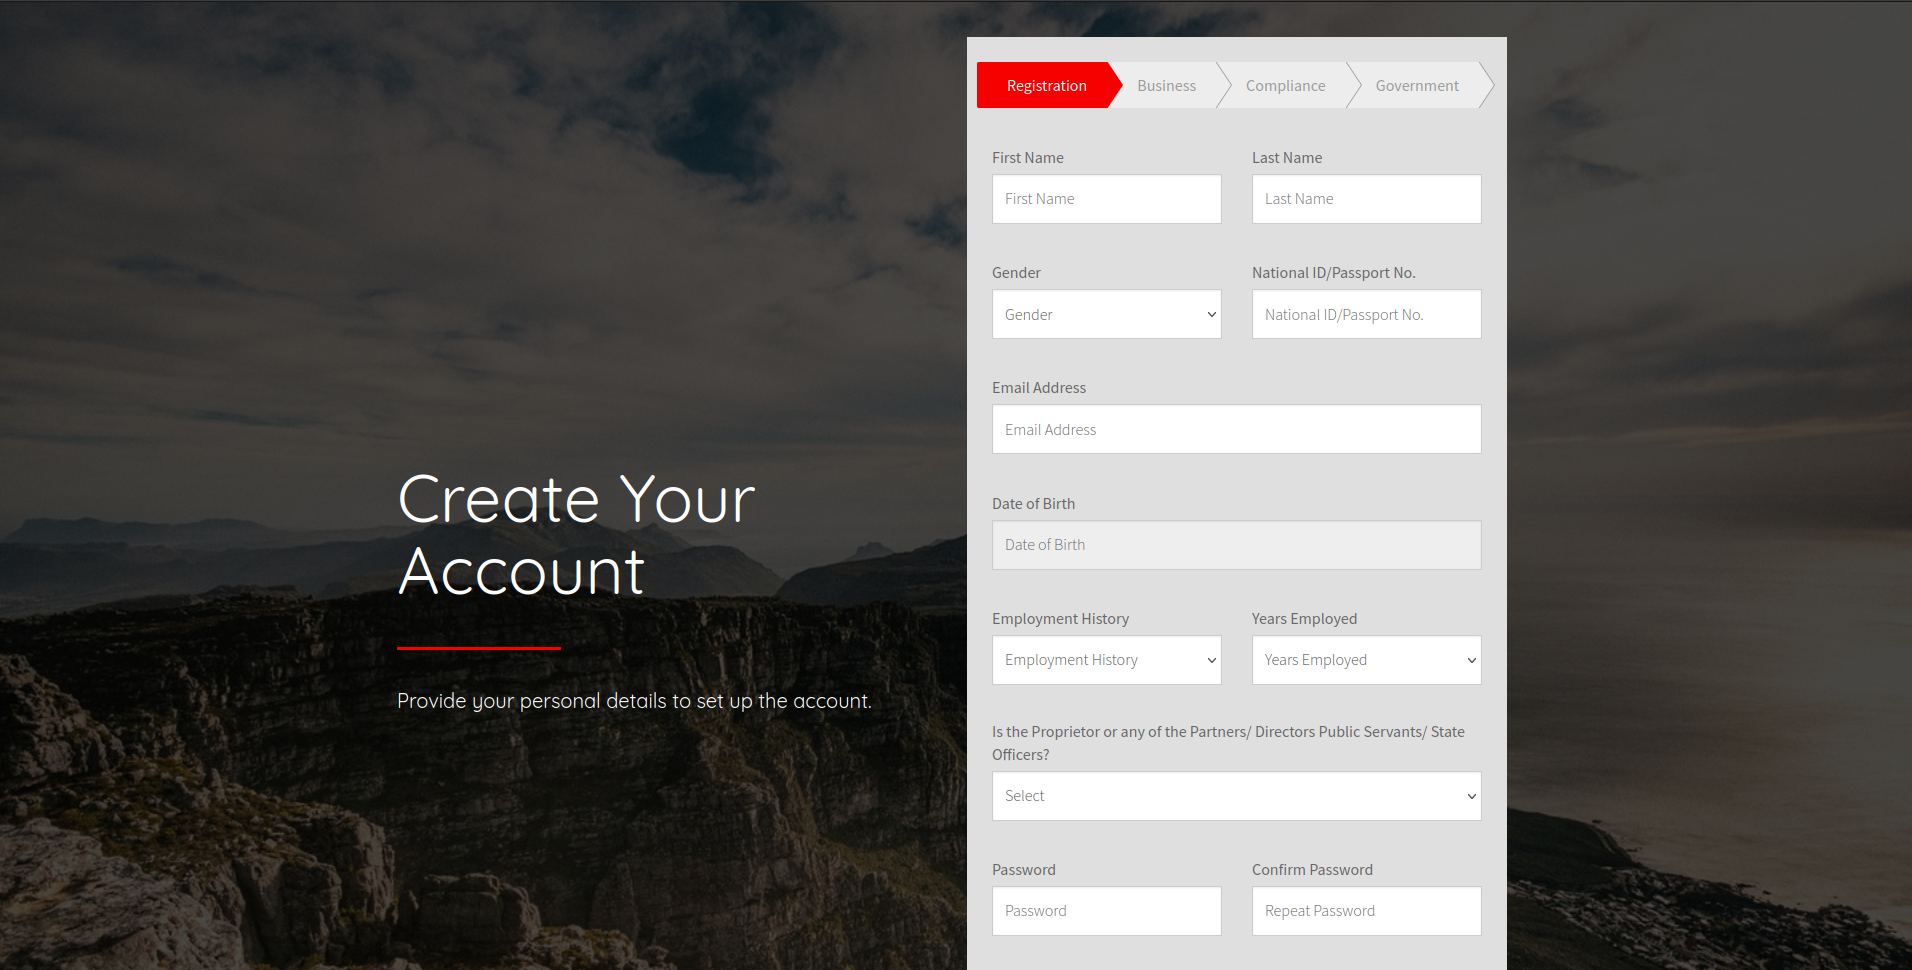 Registration
Business
Compliance
Government
First Name
Last Name
First Name
Last Name
Gender
National ID/Passport No.
Gender
National ID/Passport No.
Email Address
Email Address
Date of Birth
Date of Birth
Employment History
Years Employed
Employment History
Years Employed
Is the Proprietor or any of the Partners/ Directors Public Servants/ State
Officers?
Select
Password
Confirm Password
Password
Repeat Password
Create Your
Account
Provide your personal details to set up the account.